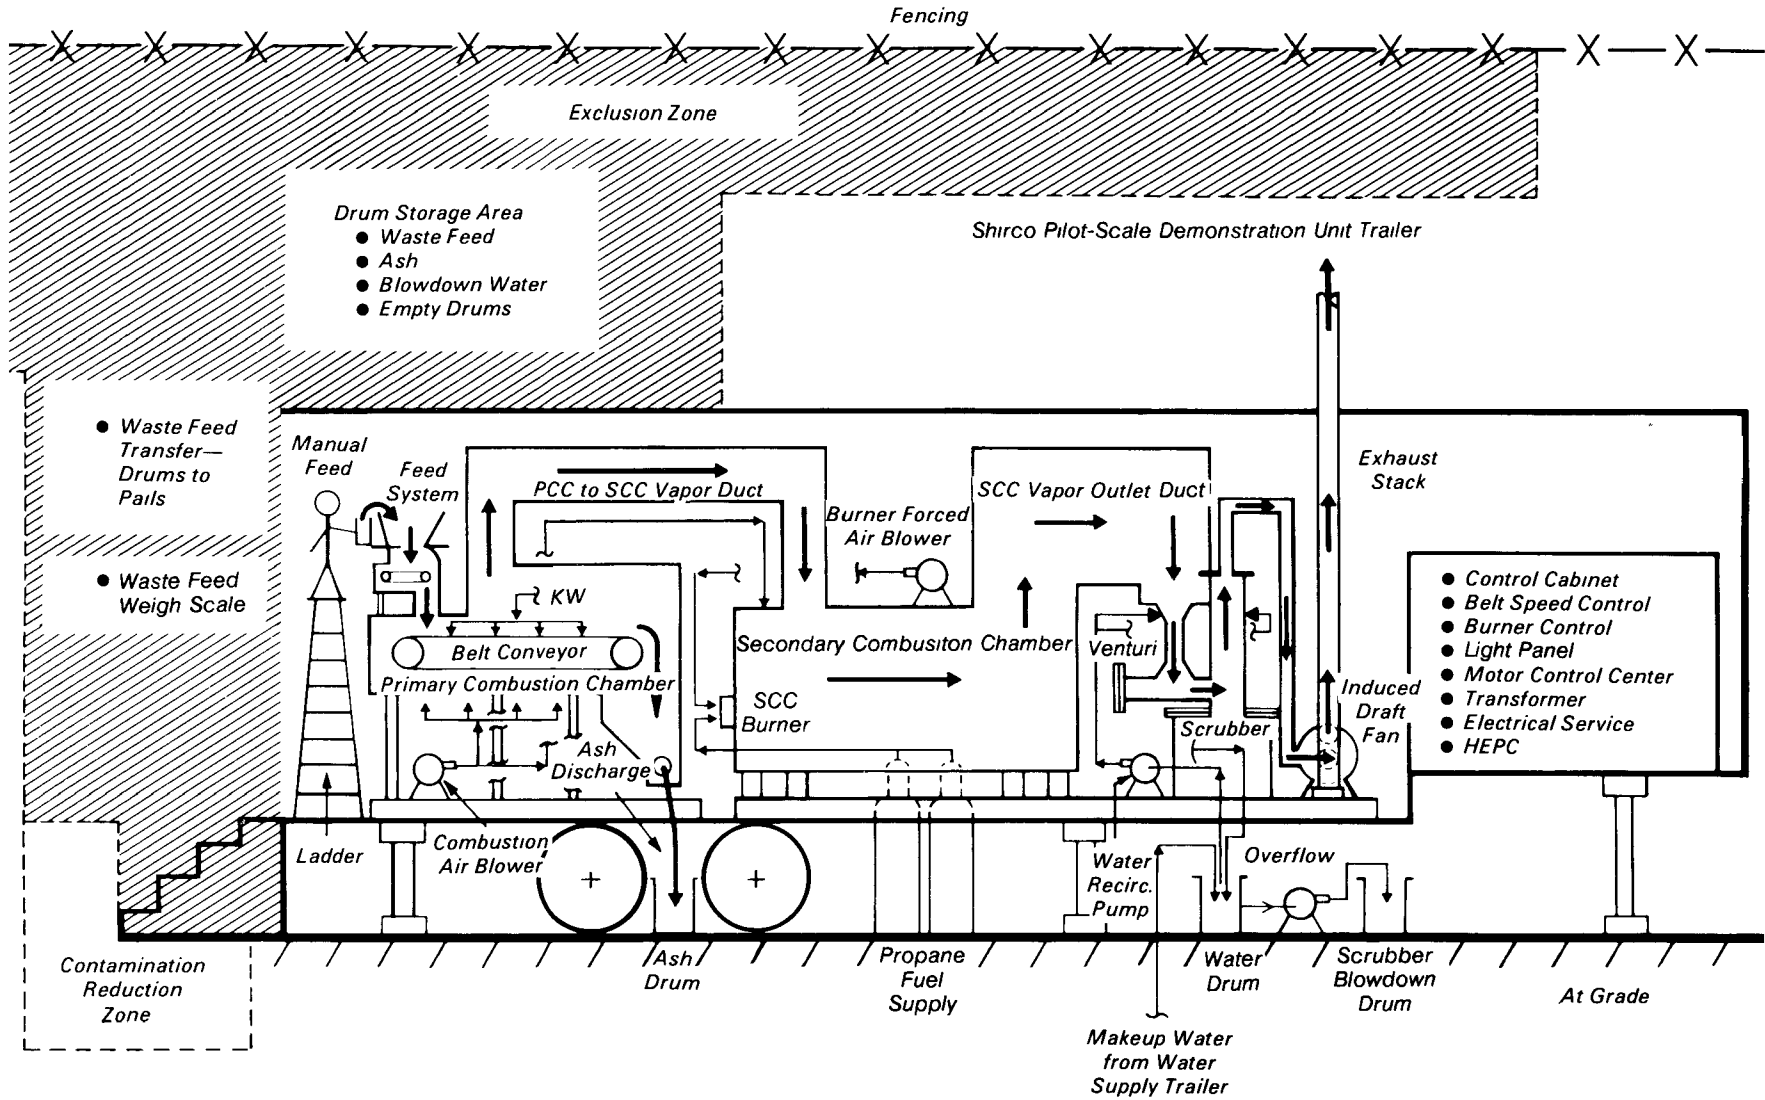 Fencing
Exclusion Zone
Drum Storage Area
● Waste Feed
● Ash
● Blowdown Water
● Empty Drums
Shirco Pilot-Scale Demonstration Unit Trailer
● Waste Feed
Transfer—
Drums to
Pails
● Waste Feed
Weigh Scale
Manual
Feed
Feed
System
PCC to SCC Vapor Duct
Burner Forced
Air Blower
SCC Vapor Outlet Duct
Exhaust
Stack
KW
Belt Conveyor
Primary Combustion Chamber
Secondary Combusiton Chamber
SCC
Burner
Venturi
Scrubber
Induced
Draft
Fan
● Control Cabinet
● Belt Speed Control
● Burner Control
● Light Panel
● Motor Control Center
● Transformer
● Electrical Service
● HEPC
Ash
Discharge
Ladder
Combustion
Air Blower
Water
Recirc.
Pump
Overflow
Contamination
Reduction
Zone
Ash
Drum
Propane
Fuel
Supply
Water
Drum
Scrubber
Blowdown
Drum
At Grade
Makeup Water
from Water
Supply Trailer